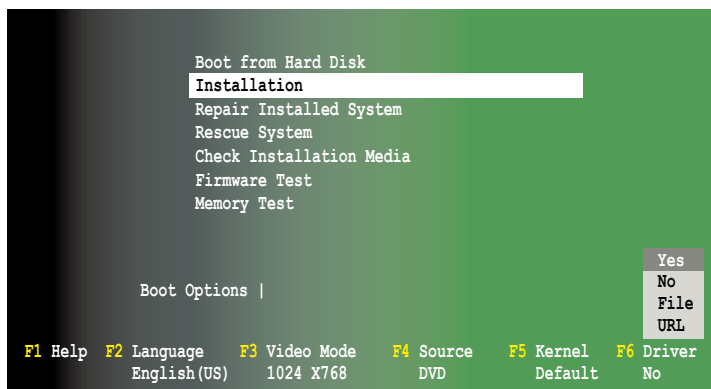 Boot from Hard Disk
Installation
Repair Installed System
Rescue System
Check Installation Media
Firmware Test
Memory Test
Yes
No
File
URL
Boot Options |
F1 Help F2 Language F3 Video Mode F4 Source F5 Kernel F6 Driver
English(US) 1024 X768 DVD Default No